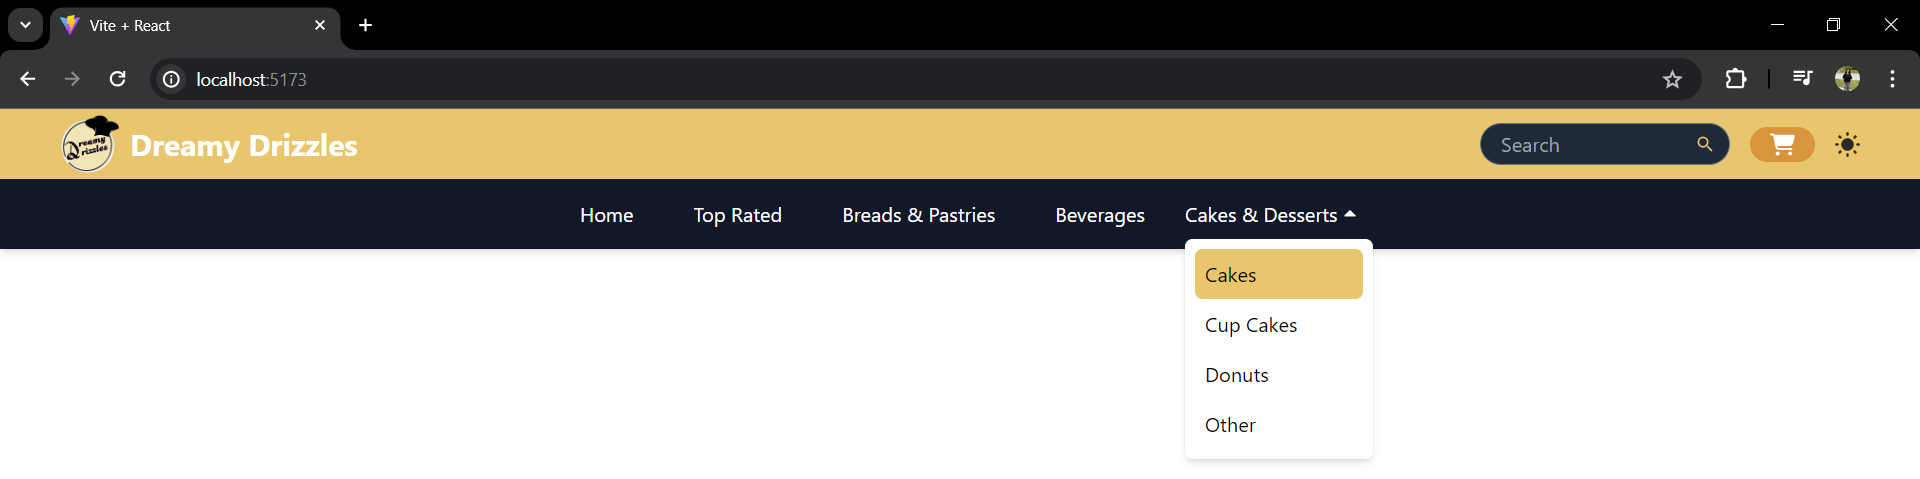 Vite + React
localhost:5173
Dreamy Drizzles
Dreamy Drizzles
Search
Home Top Rated Breads & Pastries Beverages Cakes & Desserts
Cakes
Cup Cakes
Donuts
Other